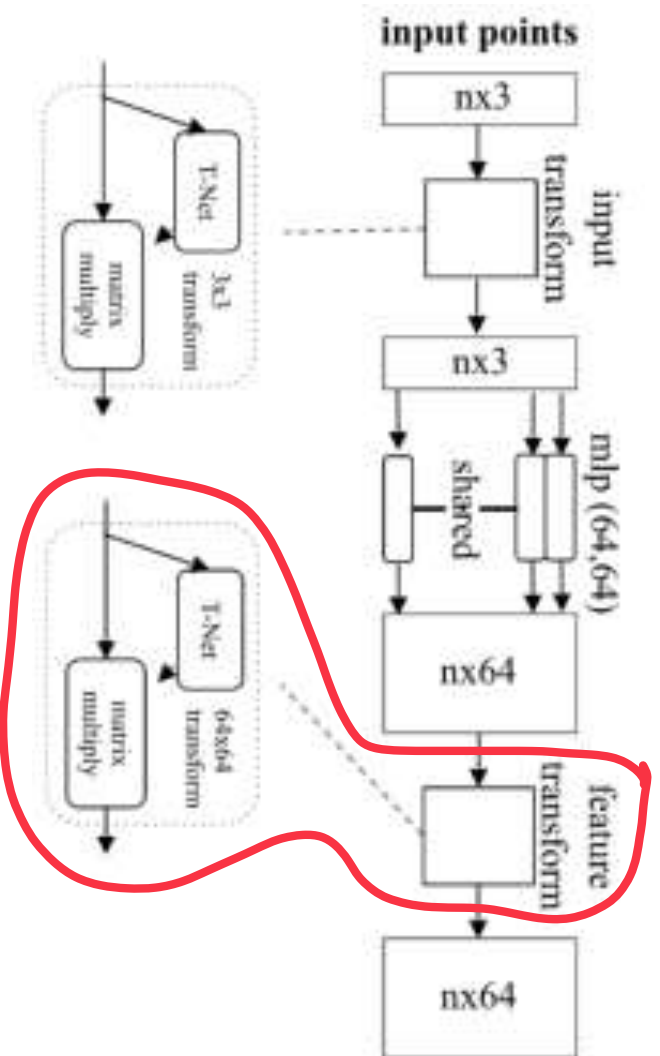 input points
nx3
input
transform
T-Net
3x3
transform
matrix
multiply
nx3
mlp (64,64)
shared
nx64
T-Net
64x64
transform
matrix
multiply
feature
transform
nx64